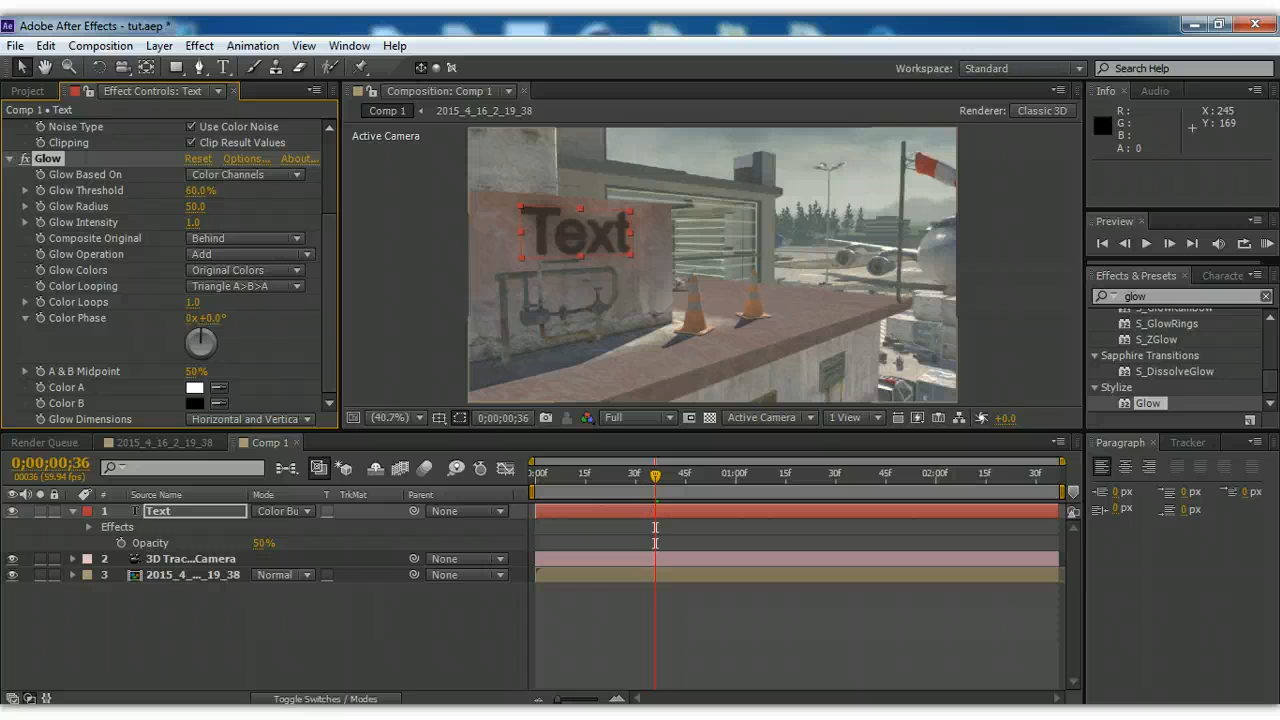 Adobe After Effects - tut.aep *
File Edit Composition Layer Effect Animation View Window Help
Workspace: Standard Search Help
Project Effect Controls: Text Composition: Comp 1 Info Audio
Comp 1 • Text
Comp 1 2015_4_16_2_19_38 Renderer: Classic 3D
Active Camera
R: X: 245
G: Y: 169
B:
A: 0
Noise Type Use Color Noise
Clipping Clip Result Values
fx Glow Reset Options... About...
Glow Based On Color Channels
Glow Threshold 60.0%
Glow Radius 50.0
Glow Intensity 1.0
Composite Original Behind
Glow Operation Add
Glow Colors Original Colors
Color Looping Triangle A>B>A
Color Loops 1.0
Color Phase 0x+0.0°
A & B Midpoint 50%
Color A
Color B
Glow Dimensions Horizontal and Vertica
Text
(40.7%) 0;00;00;36 Full Active Camera 1 View +0.0
Preview
Effects & Presets Characte
glow
S_GlowRings
S_ZGlow
Sapphire Transitions
S_DissolveGlow
Stylize
Glow
Render Queue 2015_4_16_2_19_38 Comp 1
0;00;00;36
00036 (59.94 fps)
:00f 15f 30f 45f 01:00f 15f 30f 45f 02:00f 15f 30f
# Source Name Mode T TrkMat Parent
1 T Text Color Bu None
Effects
Opacity 50%
2 3D Trac...Camera None
3 2015_4_..._19_38 Normal None
Toggle Switches / Modes
Paragraph Tracker
0 px 0 px 0 px
0 px 0 px